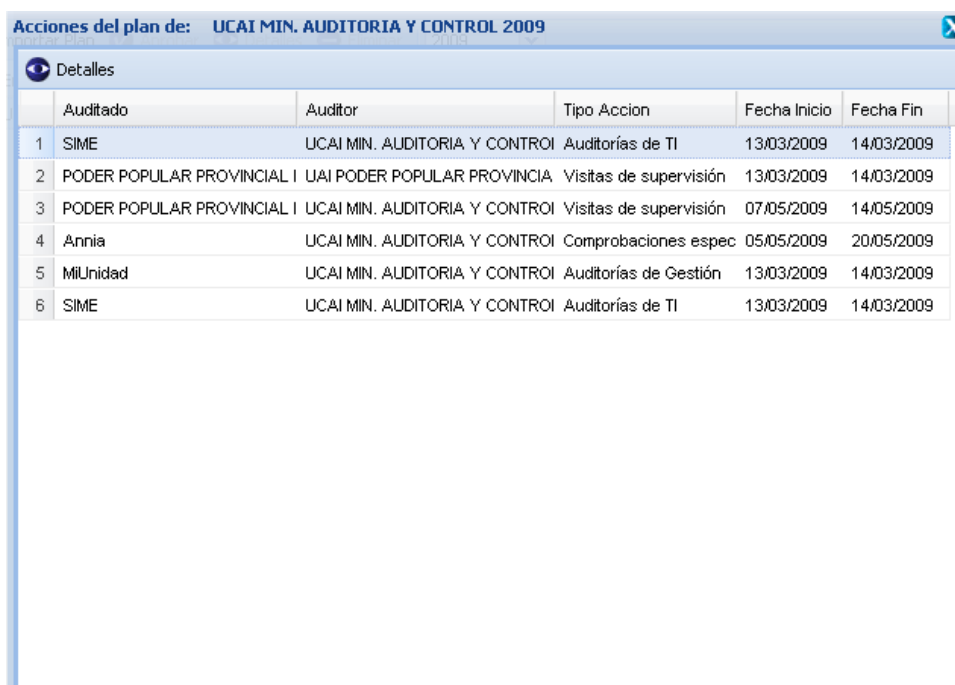 Acciones del plan de: UCAI MIN. AUDITORIA Y CONTROL 2009
Detalles
Auditado Auditor Tipo Accion Fecha Inicio Fecha Fin
1 SIME UCAI MIN. AUDITORIA Y CONTROl Auditorías de TI 13/03/2009 14/03/2009
2 PODER POPULAR PROVINCIAL UAI PODER POPULAR PROVINCIA Visitas de supervisión 13/03/2009 14/03/2009
3 PODER POPULAR PROVINCIAL UCAI MIN. AUDITORIA Y CONTROl Visitas de supervisión 07/05/2009 14/05/2009
4 Annia UCAI MIN. AUDITORIA Y CONTROl Comprobaciones espec 05/05/2009 20/05/2009
5 MiUnidad UCAI MIN. AUDITORIA Y CONTROl Auditorías de Gestión 13/03/2009 14/03/2009
6 SIME UCAI MIN. AUDITORIA Y CONTROl Auditorías de TI 13/03/2009 14/03/2009